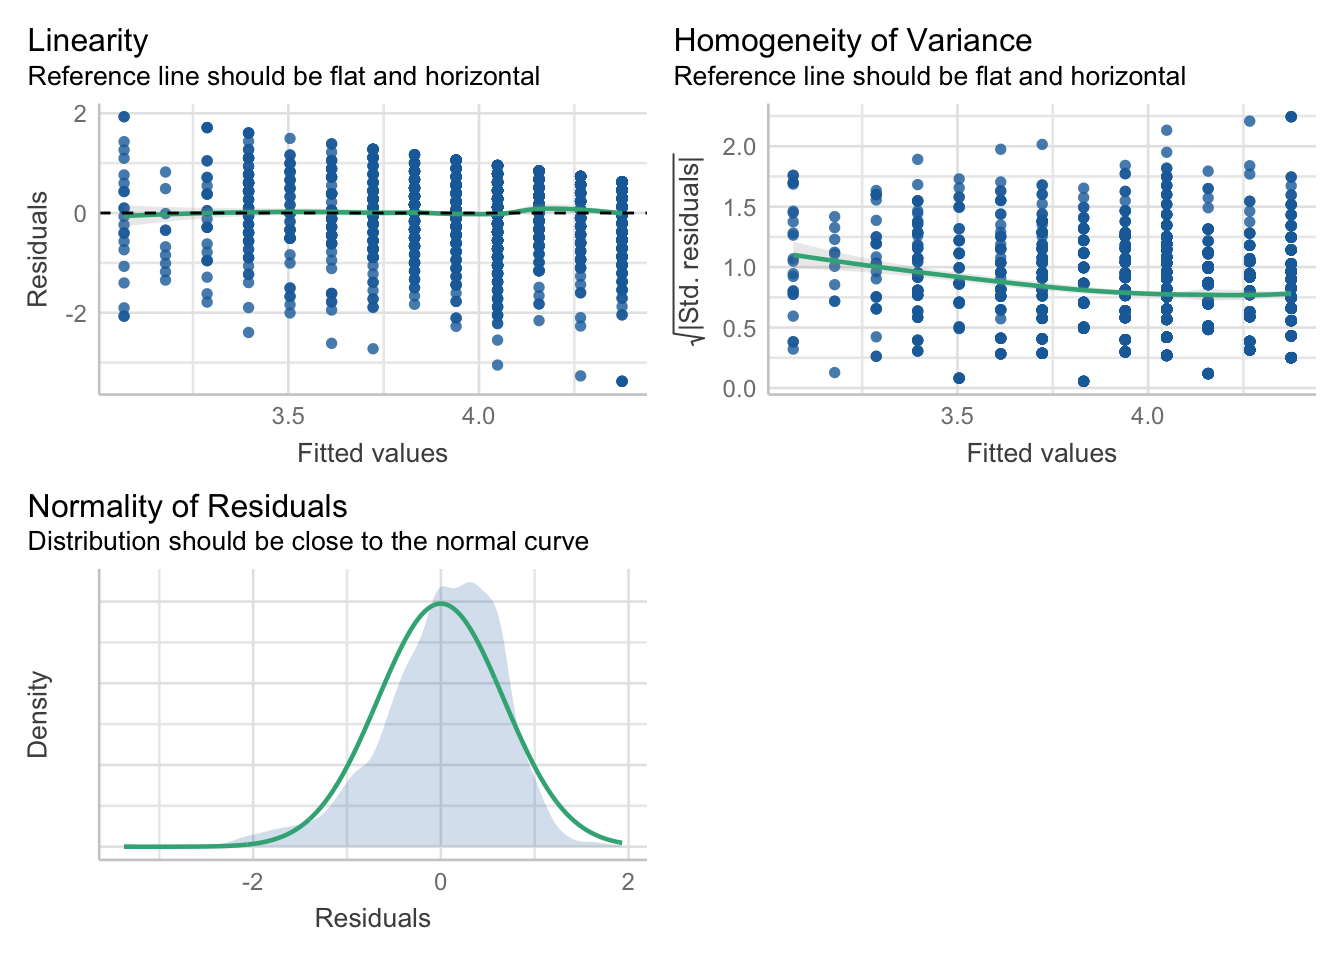 Linearity
Reference line should be flat and horizontal
2
0
-2
Residuals
3.5
4.0
Fitted values
Homogeneity of Variance
Reference line should be flat and horizontal
2.0
1.5
1.0
0.5
0.0
√|Std. residuals|
3.5
4.0
Fitted values
Normality of Residuals
Distribution should be close to the normal curve
Density
-2
0
2
Residuals